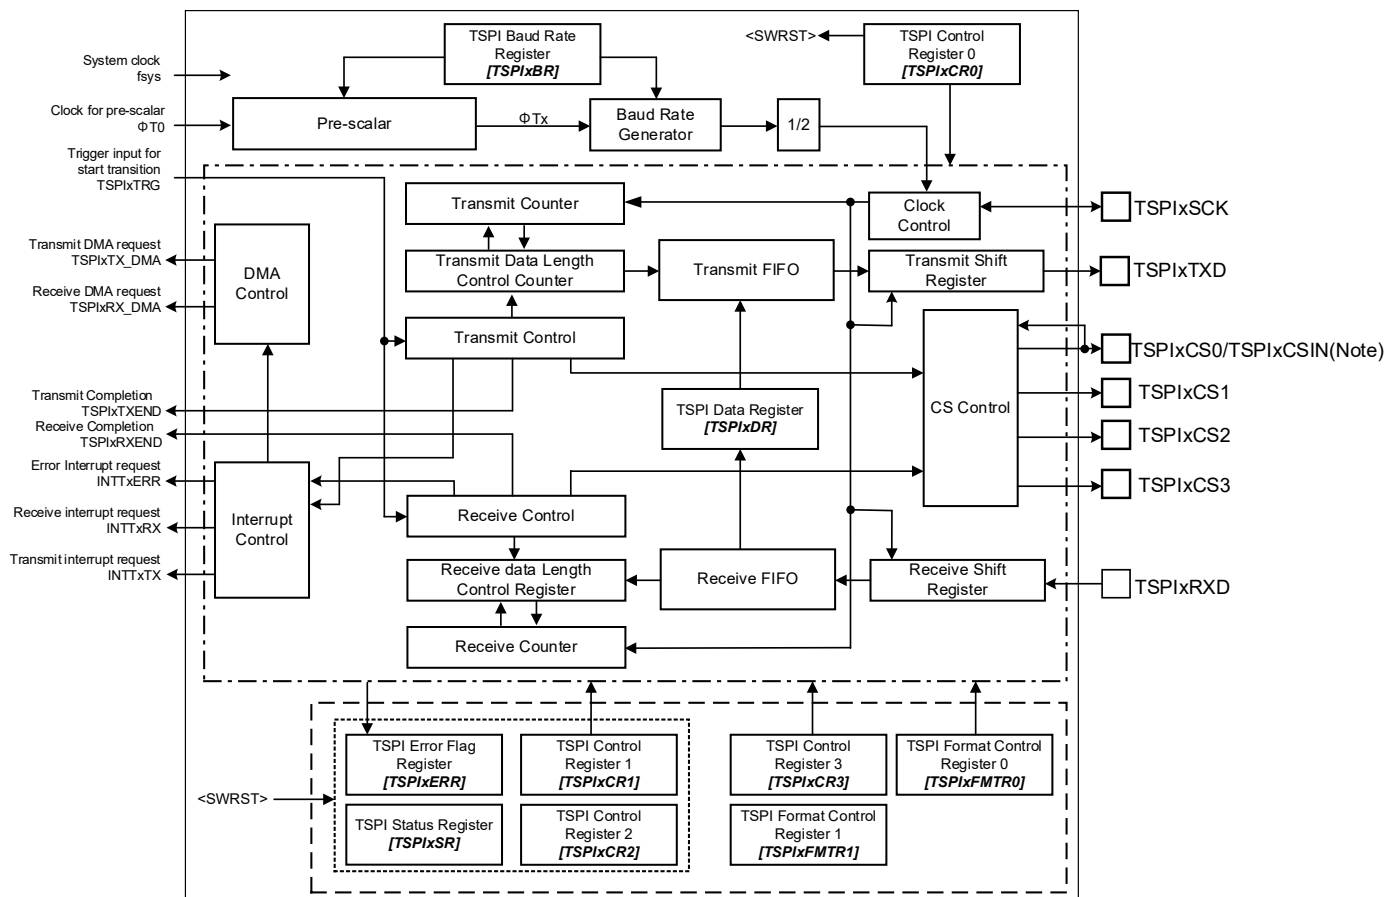 TSPI Baud Rate
Register
[TSPIxBR]
<SWRST>
TSPI Control
Register 0
[TSPIxCR0]
System clock
fsys
Clock for pre-scalar
ΦT0
Pre-scalar
ΦTx
Baud Rate
Generator
1/2
Trigger input for
start transition
TSPIxTRG
Transmit Counter
Clock
Control
TSPIxSCK
Transmit DMA request
TSPIxTX_DMA
Receive DMA request
TSPIxRX_DMA
DMA
Control
Transmit Data Length
Control Counter
Transmit FIFO
Transmit Shift
Register
TSPIxTXD
Transmit Control
TSPIxCS0/TSPIxCSIN(Note)
Transmit Completion
TSPIxTXEND
Receive Completion
TSPIxRXEND
TSPI Data Register
[TSPIxDR]
CS Control
TSPIxCS1
TSPIxCS2
TSPIxCS3
Error Interrupt request
INTTxERR
Receive interrupt request
INTTxRX
Transmit interrupt request
INTTxTX
Interrupt
Control
Receive Control
Receive data Length
Control Register
Receive FIFO
Receive Shift
Register
TSPIxRXD
Receive Counter
<SWRST>
TSPI Error Flag
Register
[TSPIxERR]
TSPI Control
Register 1
[TSPIxCR1]
TSPI Control
Register 3
[TSPIxCR3]
TSPI Format Control
Register 0
[TSPIxFMTR0]
TSPI Status Register
[TSPIxSR]
TSPI Control
Register 2
[TSPIxCR2]
TSPI Format Control
Register 1
[TSPIxFMTR1]